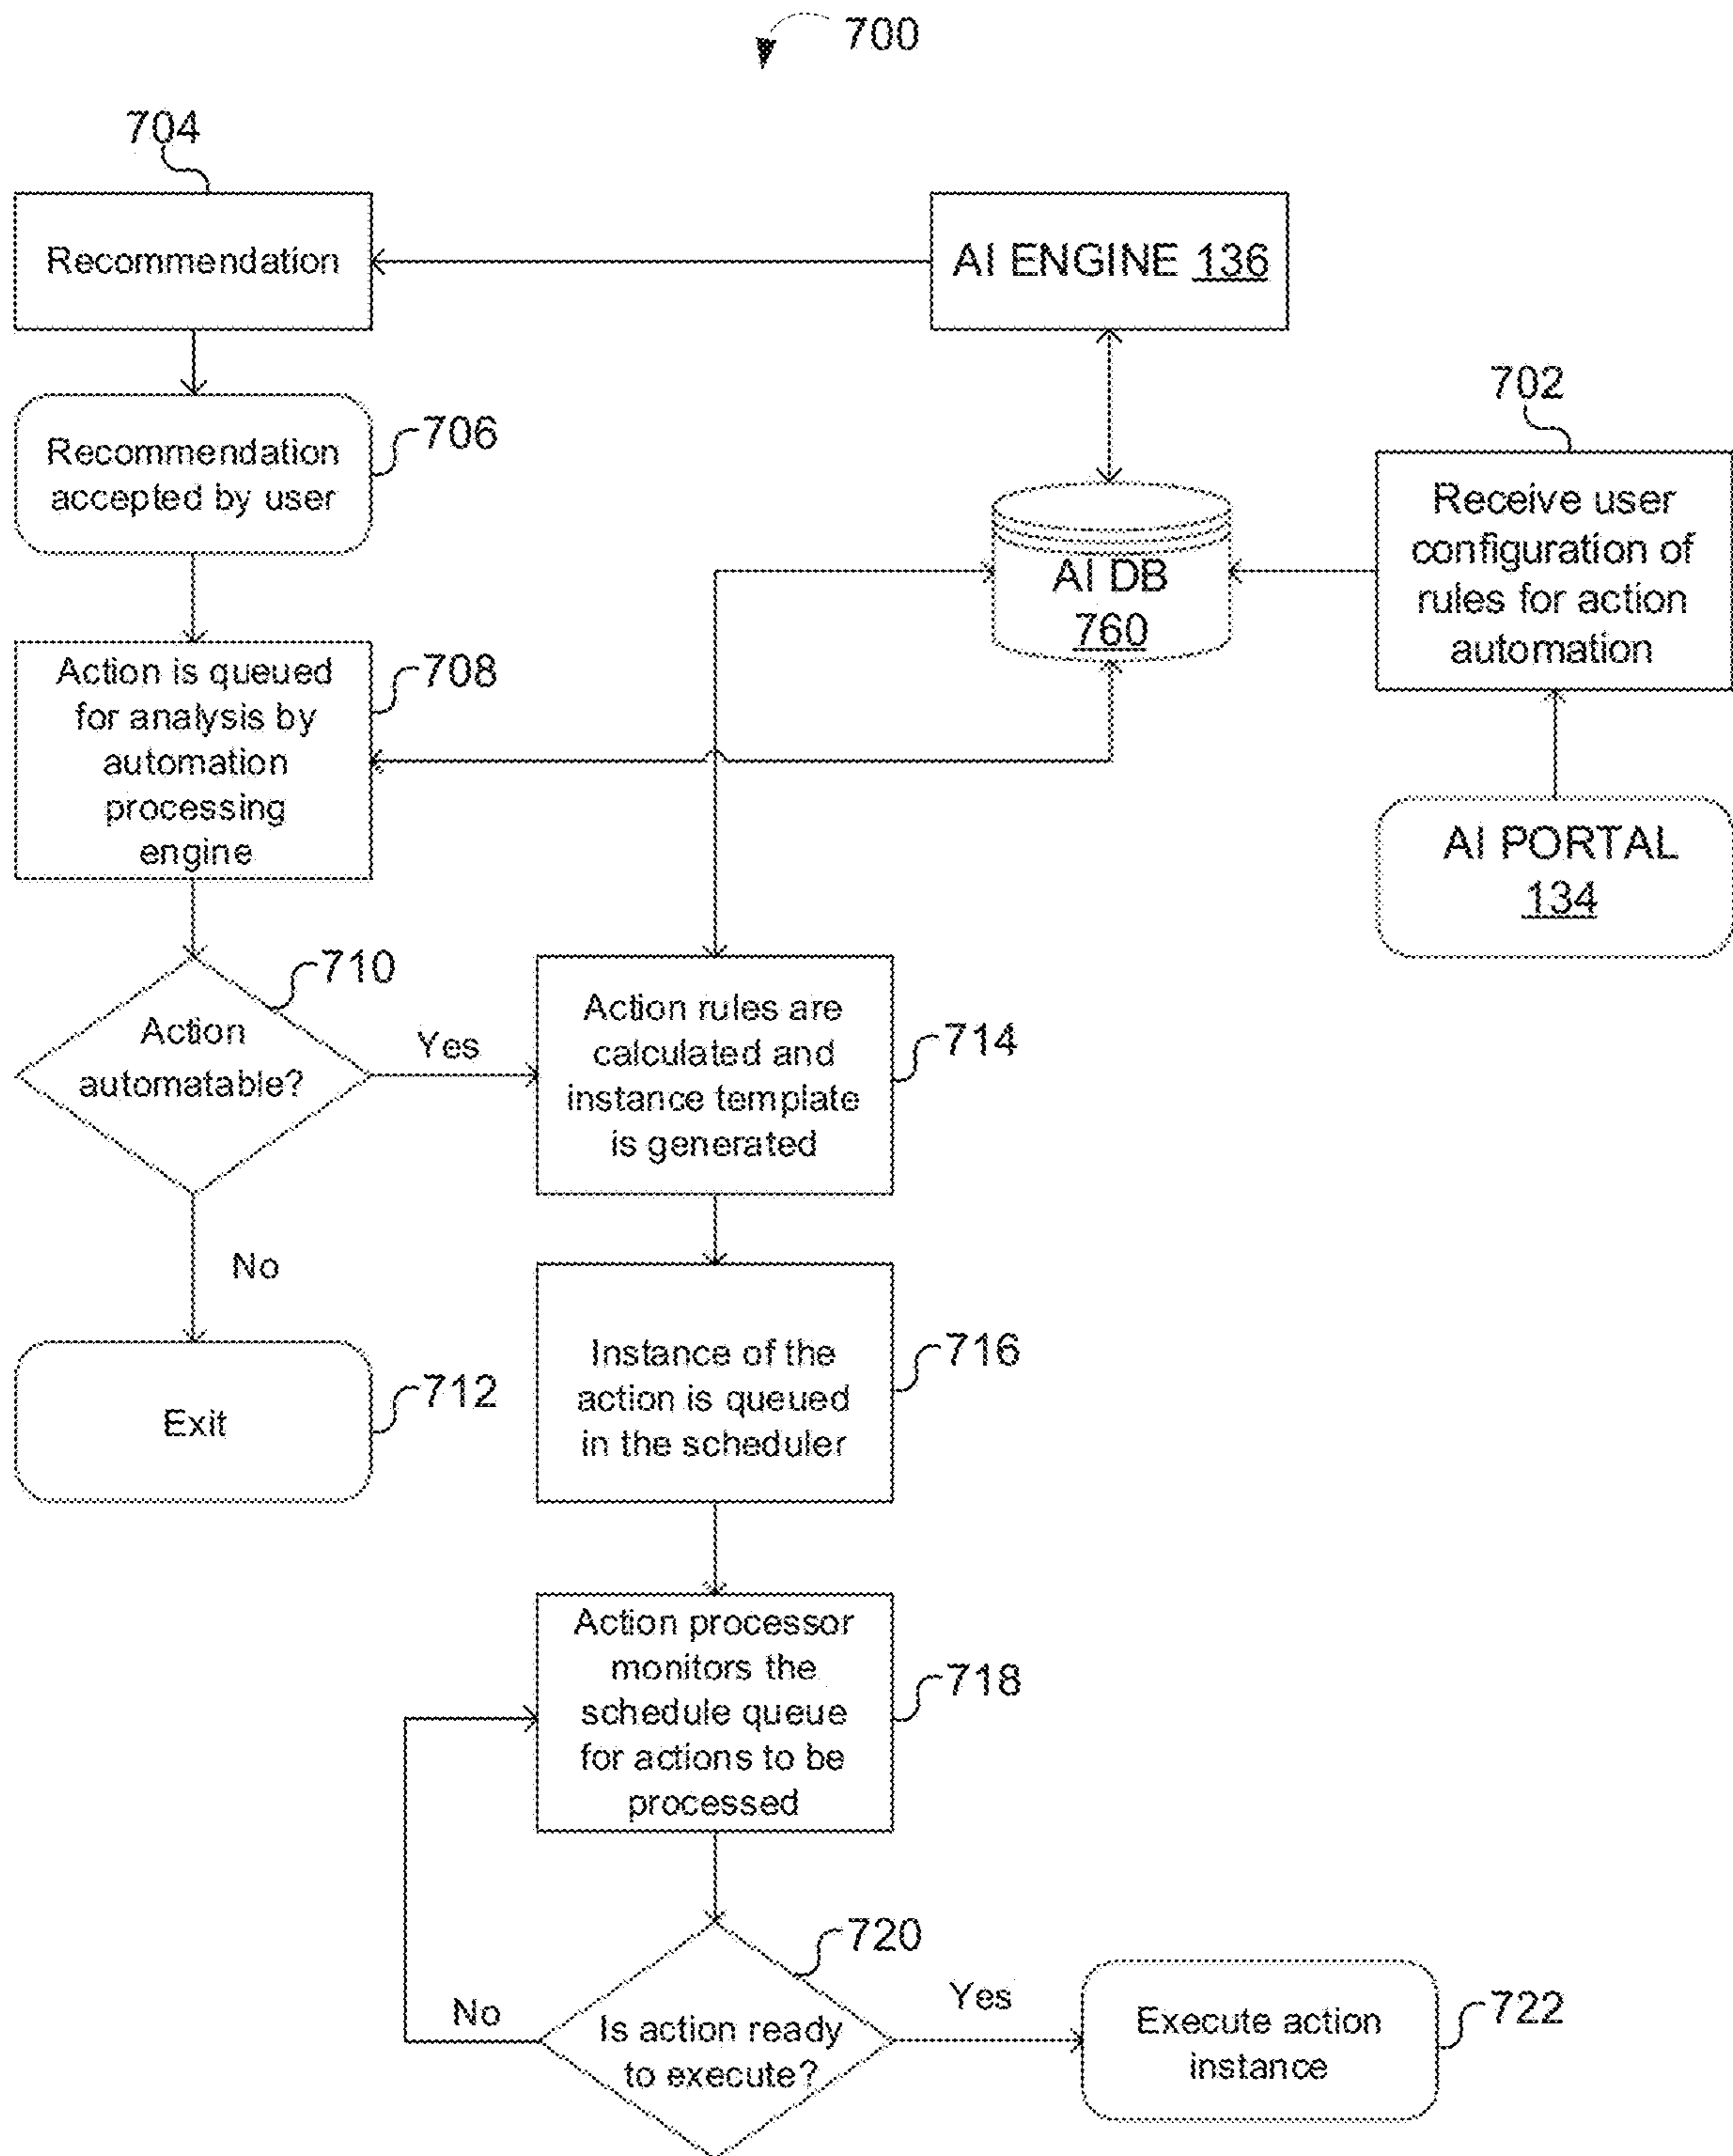 700
704
Recommendation
AI ENGINE 136
Recommendation
accepted by user
706
702
Receive user
configuration of
rules for action
automation
AI DB
760
Action is queued
for analysis by
automation
processing
engine
708
AI PORTAL
134
710
Action
automatable?
Yes
Action rules are
calculated and
instance template
is generated
714
No
Instance of the
action is queued
in the scheduler
716
Exit
712
Action processor
monitors the
schedule queue
for actions to be
processed
718
720
No
Is action ready
to execute?
Yes
Execute action
instance
722